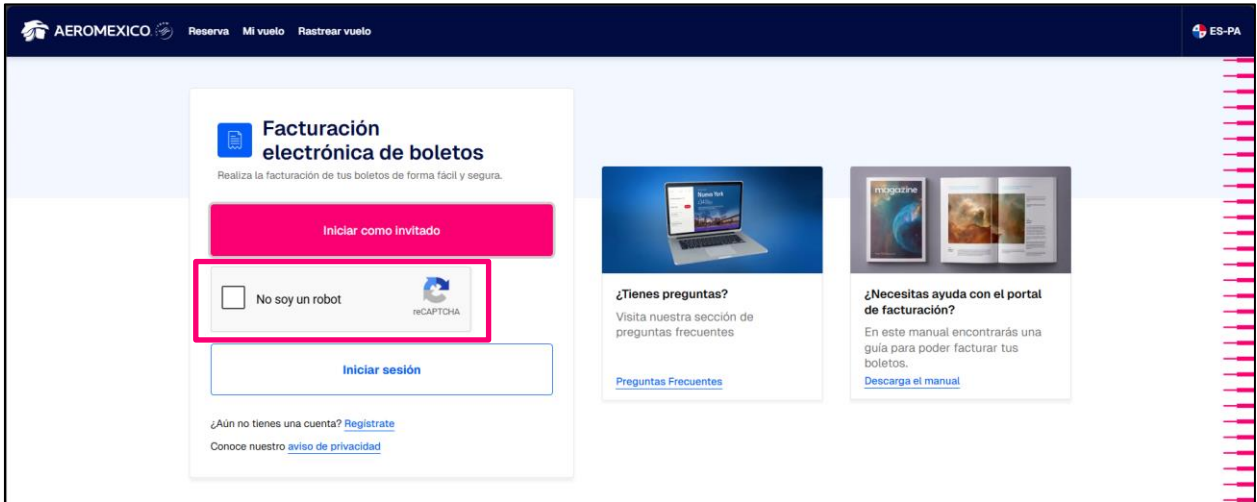 AEROMEXICO. Reserva Mi vuelo Rastrear vuelo ES-PA
Facturación
electrónica de boletos
Realiza la facturación de tus boletos de forma fácil y segura.
Iniciar como invitado
No soy un robot
reCAPTCHA
Iniciar sesión
¿Aún no tienes una cuenta? Regístrate
Conoce nuestro aviso de privacidad
Nueva York
¿Tienes preguntas?
Visita nuestra sección de
preguntas frecuentes
Preguntas Frecuentes
magazine
¿Necesitas ayuda con el portal
de facturación?
En este manual encontrarás una
guía para poder facturar tus
boletos.
Descarga el manual